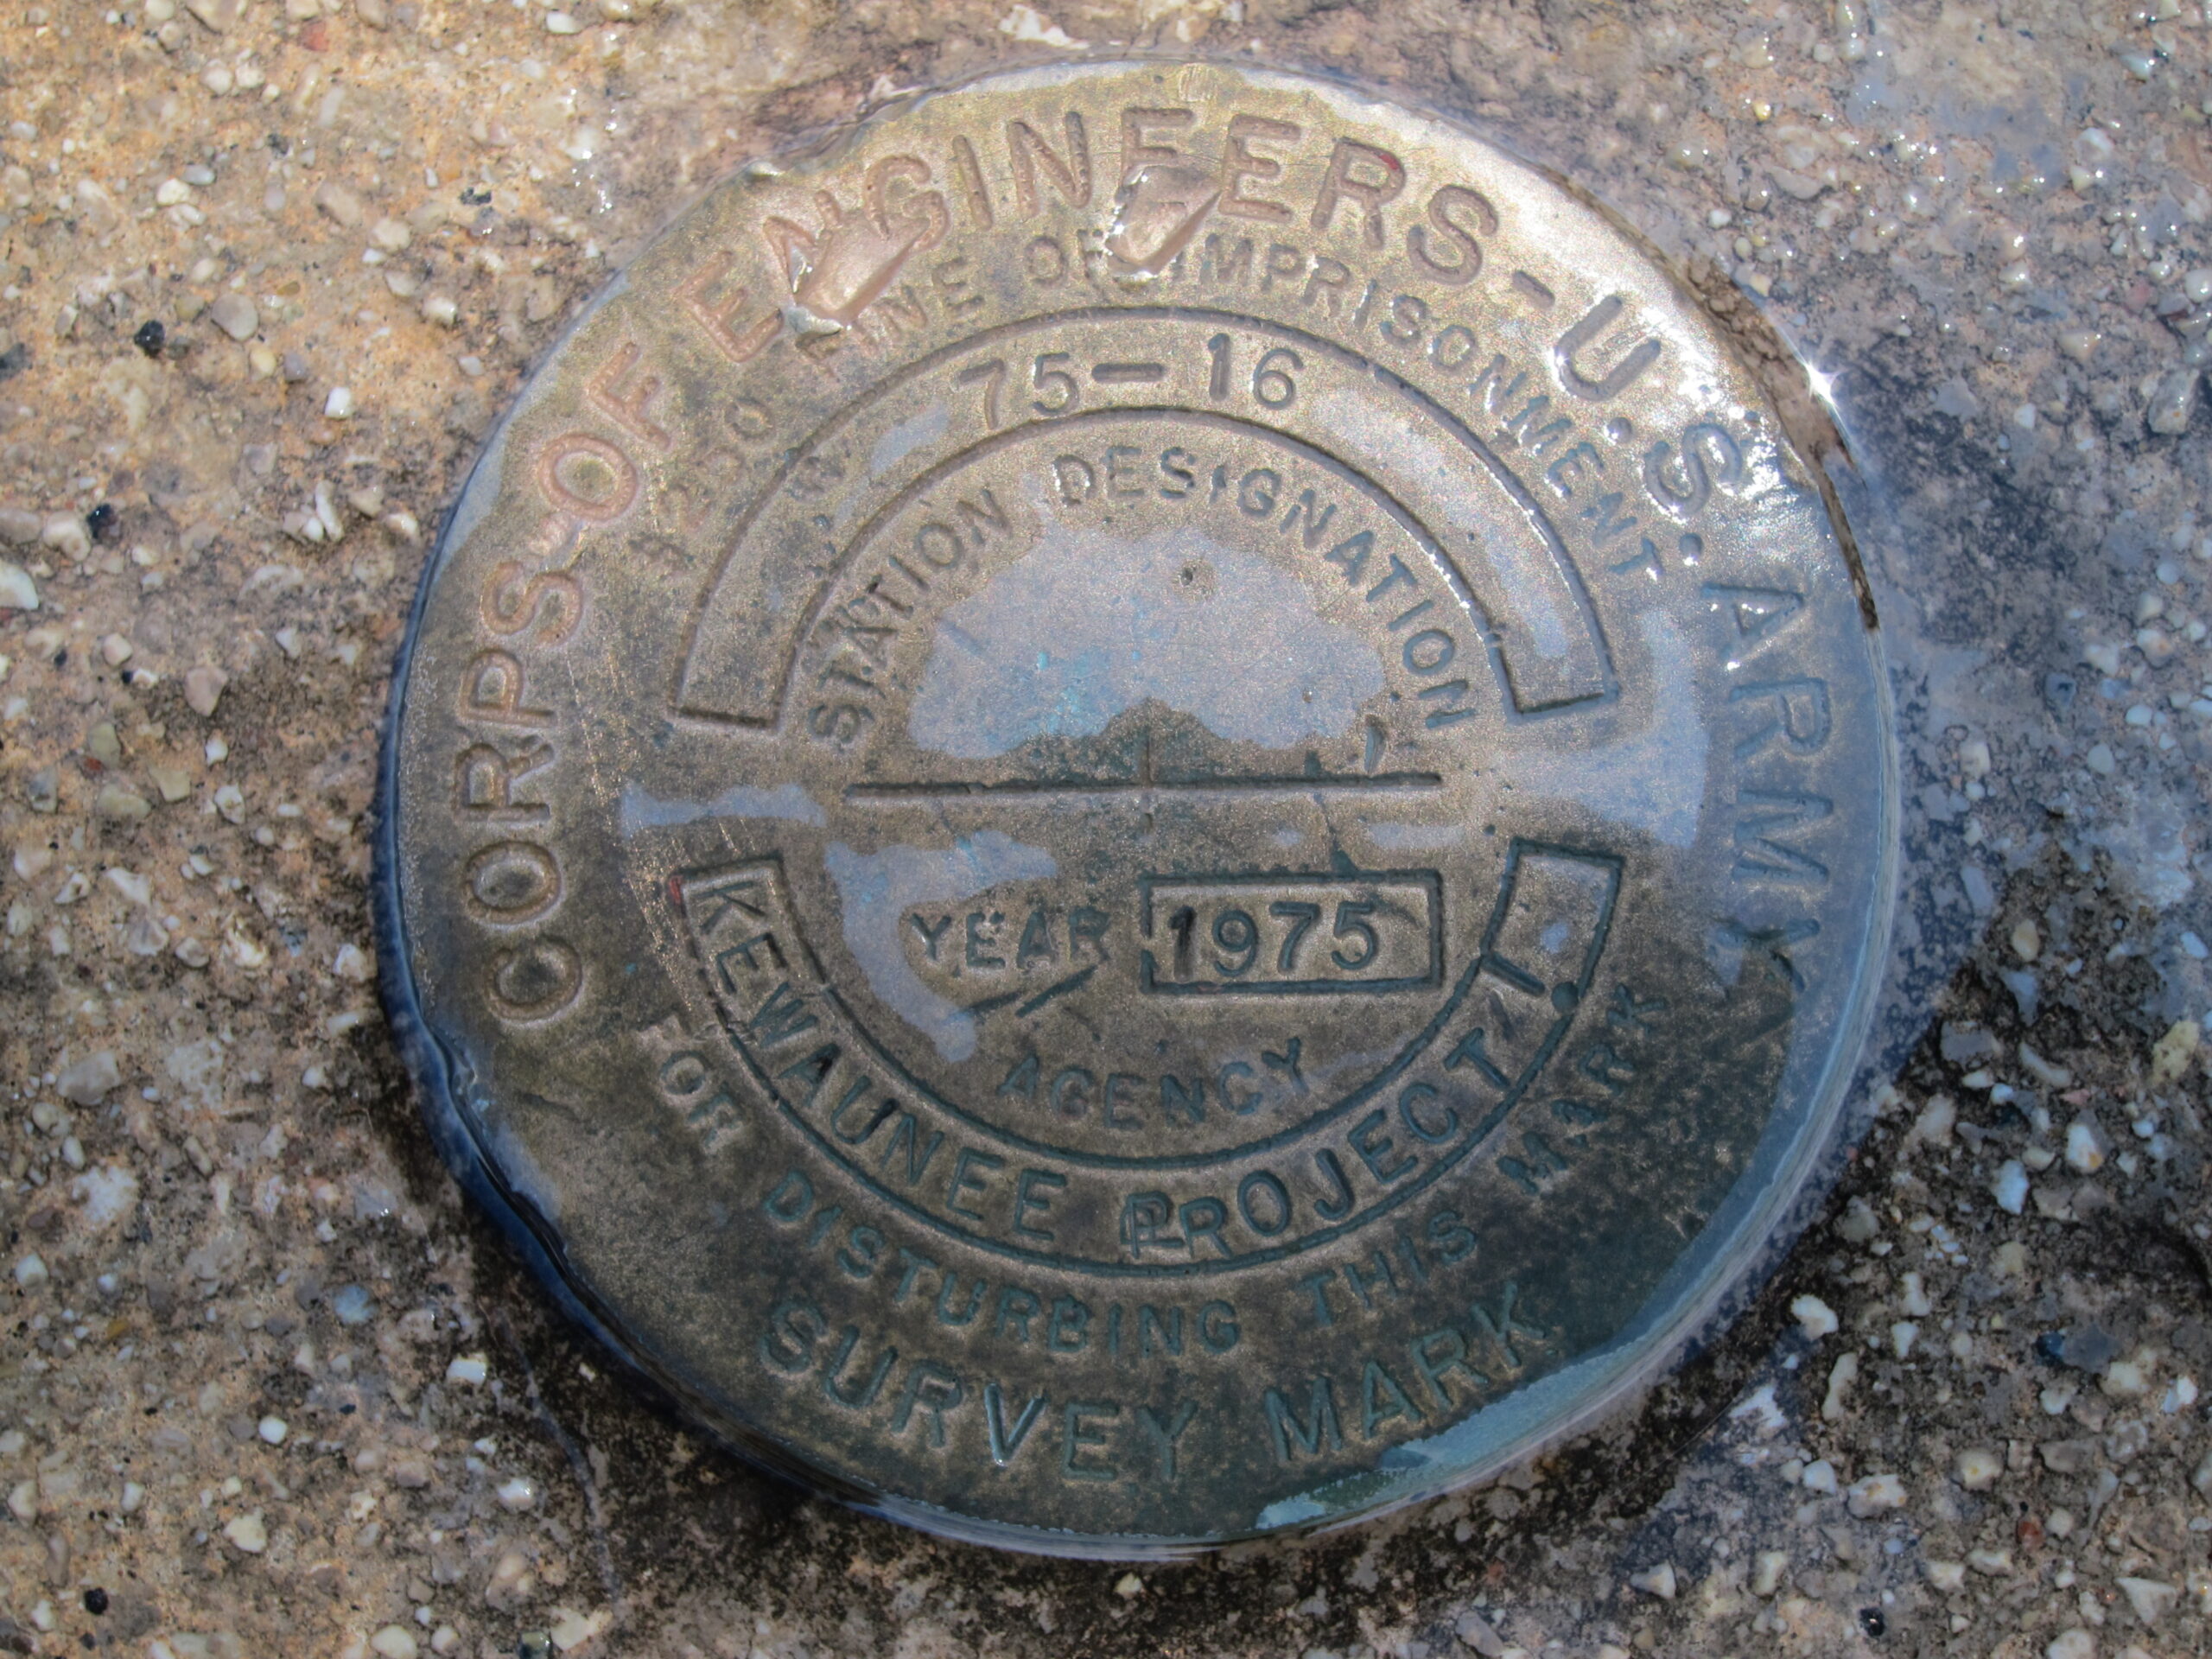 CORPS-OF ENGINEERS-U.S. ARMY
$250 FINE OR IMPRISONMENT
75-16
STATION DESIGNATION
YEAR 1975
AGENCY
KEWAUNEE PROJECT
FOR DISTURBING THIS MARK
SURVEY MARK